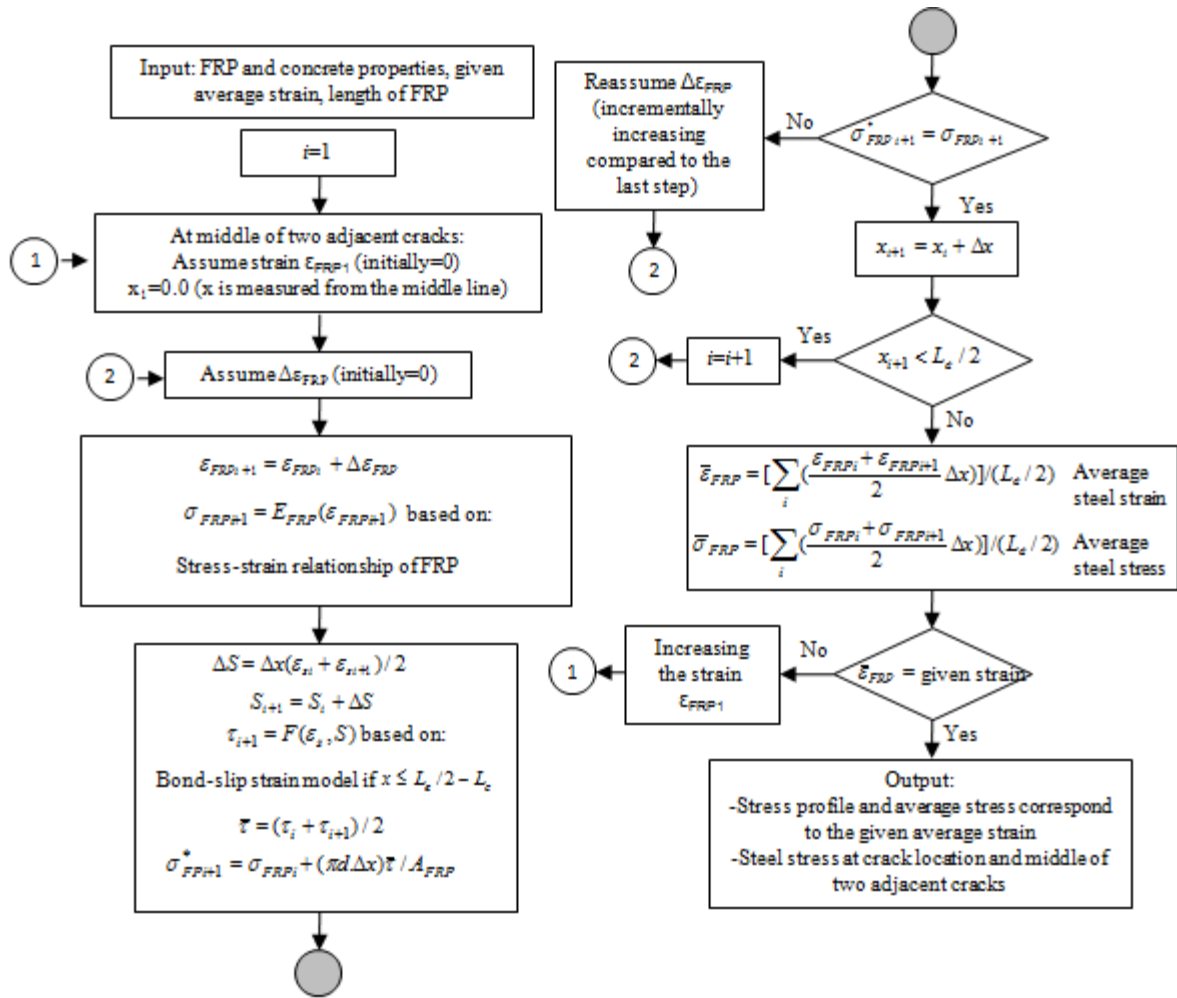 Input: FRP and concrete properties, given
average strain, length of FRP
i=1
1
At middle of two adjacent cracks:
Assume strain ε_FRP1 (initially=0)
x₁=0.0 (x is measured from the middle line)
2
Assume Δε_FRP (initially=0)
ε_FRPi+1 = ε_FRPi + Δε_FRP
σ_FRPi+1 = E_FRP(ε_FRPi+1) based on:
Stress-strain relationship of FRP
ΔS = Δx(ε_si + ε_si+1)/2
S_i+1 = S_i + ΔS
τ_i+1 = F(ε_s, S) based on:
Bond-slip strain model if x ≤ L_e/2 − L_c
τ̄ = (τ_i + τ_i+1)/2
σ*_FPi+1 = σ_FRPi + (πdΔx)τ̄ / A_FRP
Reassume Δε_FRP
(incrementally
increasing
compared to the
last step)
2
No
σ*_FRPi+1 = σ_FRPi+1
Yes
x_i+1 = x_i + Δx
2
i=i+1
Yes
x_i+1 < L_e / 2
No
ε̄_FRP = [∑_i((ε_FRPi + ε_FRPi+1)/2 Δx)]/(L_e/2) Average
steel strain
σ̄_FRP = [∑_i((σ_FRPi + σ_FRPi+1)/2 Δx)]/(L_e/2) Average
steel stress
1
Increasing
the strain
ε_FRP1
No
ε̄_FRP = given strain
Yes
Output:
-Stress profile and average stress correspond
to the given average strain
-Steel stress at crack location and middle of
two adjacent cracks